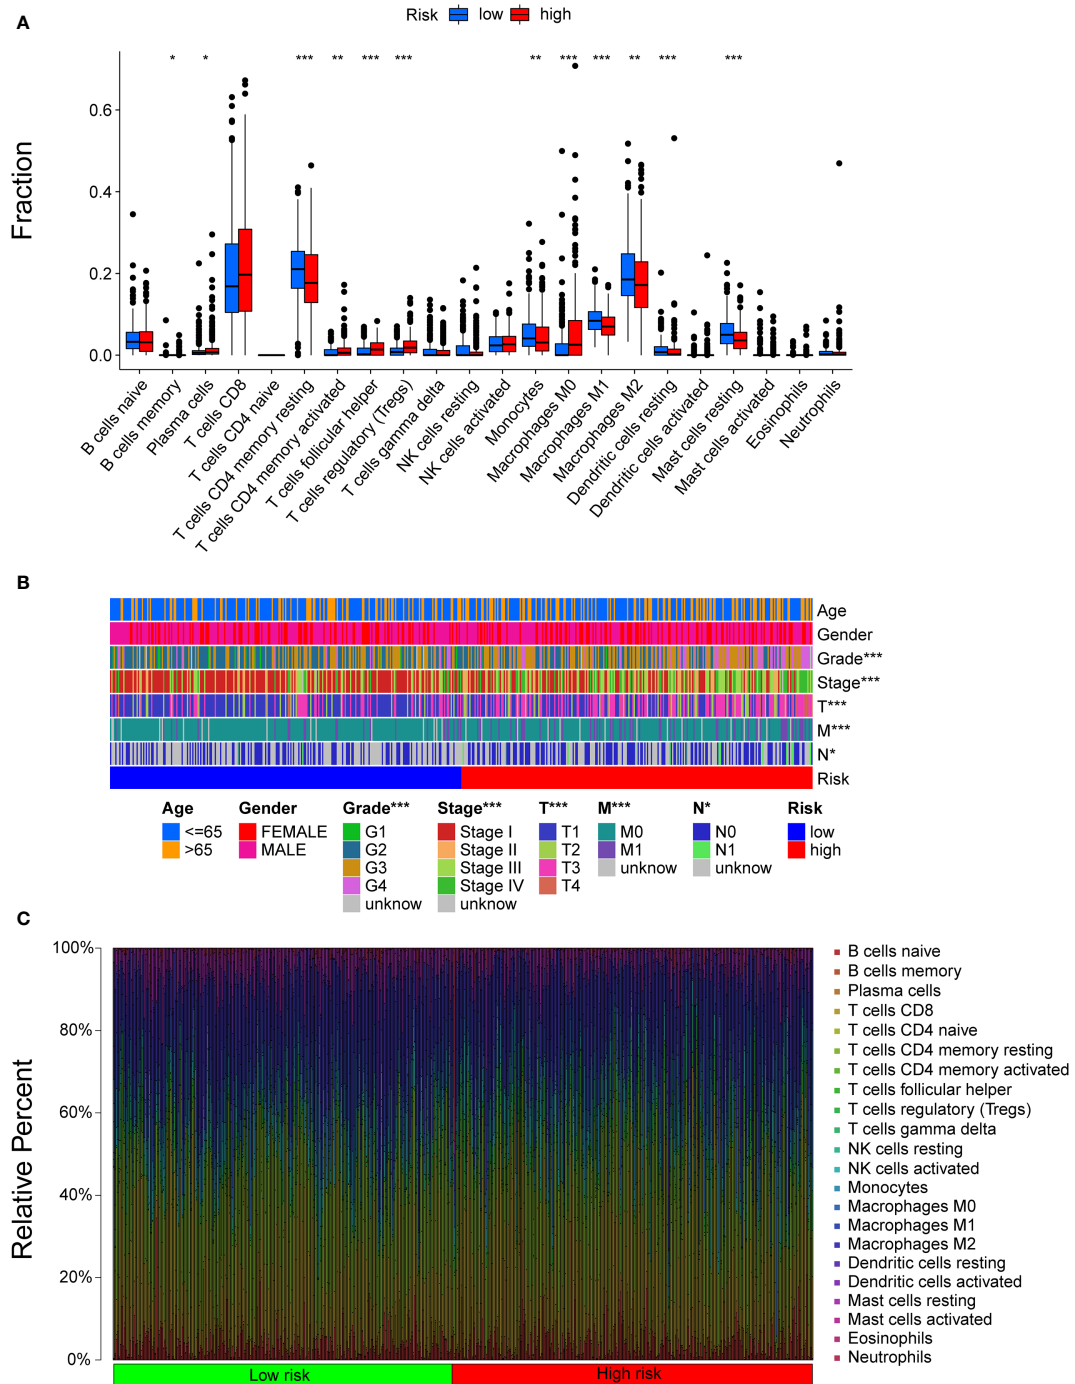 A
Risk low high
* * *** ** *** *** ** *** *** ** *** ***
Fraction
0.6
0.4
0.2
0.0
B cells naive
B cells memory
Plasma cells
T cells CD8
T cells CD4 naive
T cells CD4 memory resting
T cells CD4 memory activated
T cells follicular helper
T cells regulatory (Tregs)
T cells gamma delta
NK cells resting
NK cells activated
Monocytes
Macrophages M0
Macrophages M1
Macrophages M2
Dendritic cells resting
Dendritic cells activated
Mast cells resting
Mast cells activated
Eosinophils
Neutrophils
B
Age
Gender
Grade***
Stage***
T***
M***
N*
Risk
Age Gender Grade*** Stage*** T*** M*** N* Risk
<=65 FEMALE G1 Stage I T1 M0 N0 low
>65 MALE G2 Stage II T2 M1 N1 high
G3 Stage III T3 unknow unknow
G4 Stage IV T4
unknow unknow
C
Relative Percent
100%
80%
60%
40%
20%
0%
Low risk High risk
B cells naive
B cells memory
Plasma cells
T cells CD8
T cells CD4 naive
T cells CD4 memory resting
T cells CD4 memory activated
T cells follicular helper
T cells regulatory (Tregs)
T cells gamma delta
NK cells resting
NK cells activated
Monocytes
Macrophages M0
Macrophages M1
Macrophages M2
Dendritic cells resting
Dendritic cells activated
Mast cells resting
Mast cells activated
Eosinophils
Neutrophils